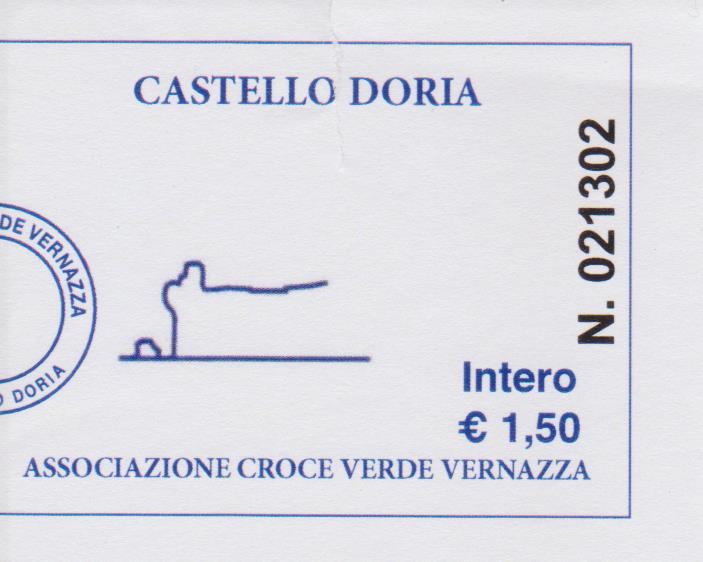 CASTELLO DORIA
N. 021302
DE VERNAZZA
DORIA
Intero
€ 1,50
ASSOCIAZIONE CROCE VERDE VERNAZZA